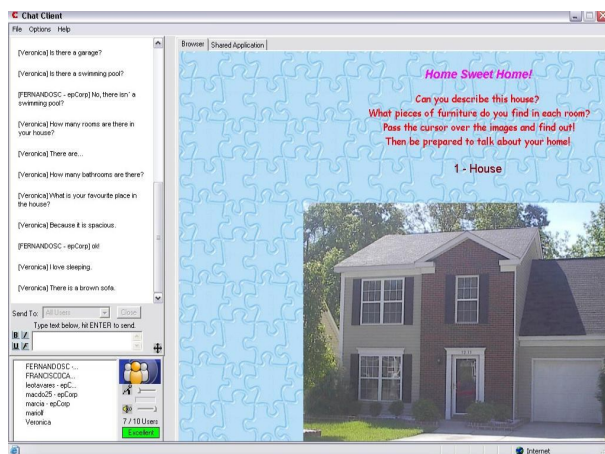 Chat Client
File Options Help
[Veronica] Is there a garage?
[Veronica] Is there a swimming pool?
[FERNANDOSC - epCorp] No, there isn´a
swimming pool?
[Veronica] How many rooms are there in
your house?
[Veronica] There are...
[Veronica] How many bathrooms are there?
[Veronica] What is your favourite place in
the house?
[Veronica] Because it is spacious.
[FERNANDOSC - epCorp] ok!
[Veronica] I love sleeping.
[Veronica] There is a brown sofa.
Send To: All Users Close
Type text below, hit ENTER to send.
B I
U
FERNANDOSC -...
FRANCISCOCA...
leotavares - epC...
macdo25 - epCorp
marcia - epCorp
mariolf
Veronica
7 / 10 Users
Excellent
Browser Shared Application
Home Sweet Home!
Can you describe this house?
What pieces of furniture do you find in each room?
Pass the cursor over the images and find out!
Then be prepared to talk about your home!
1 - House
Internet